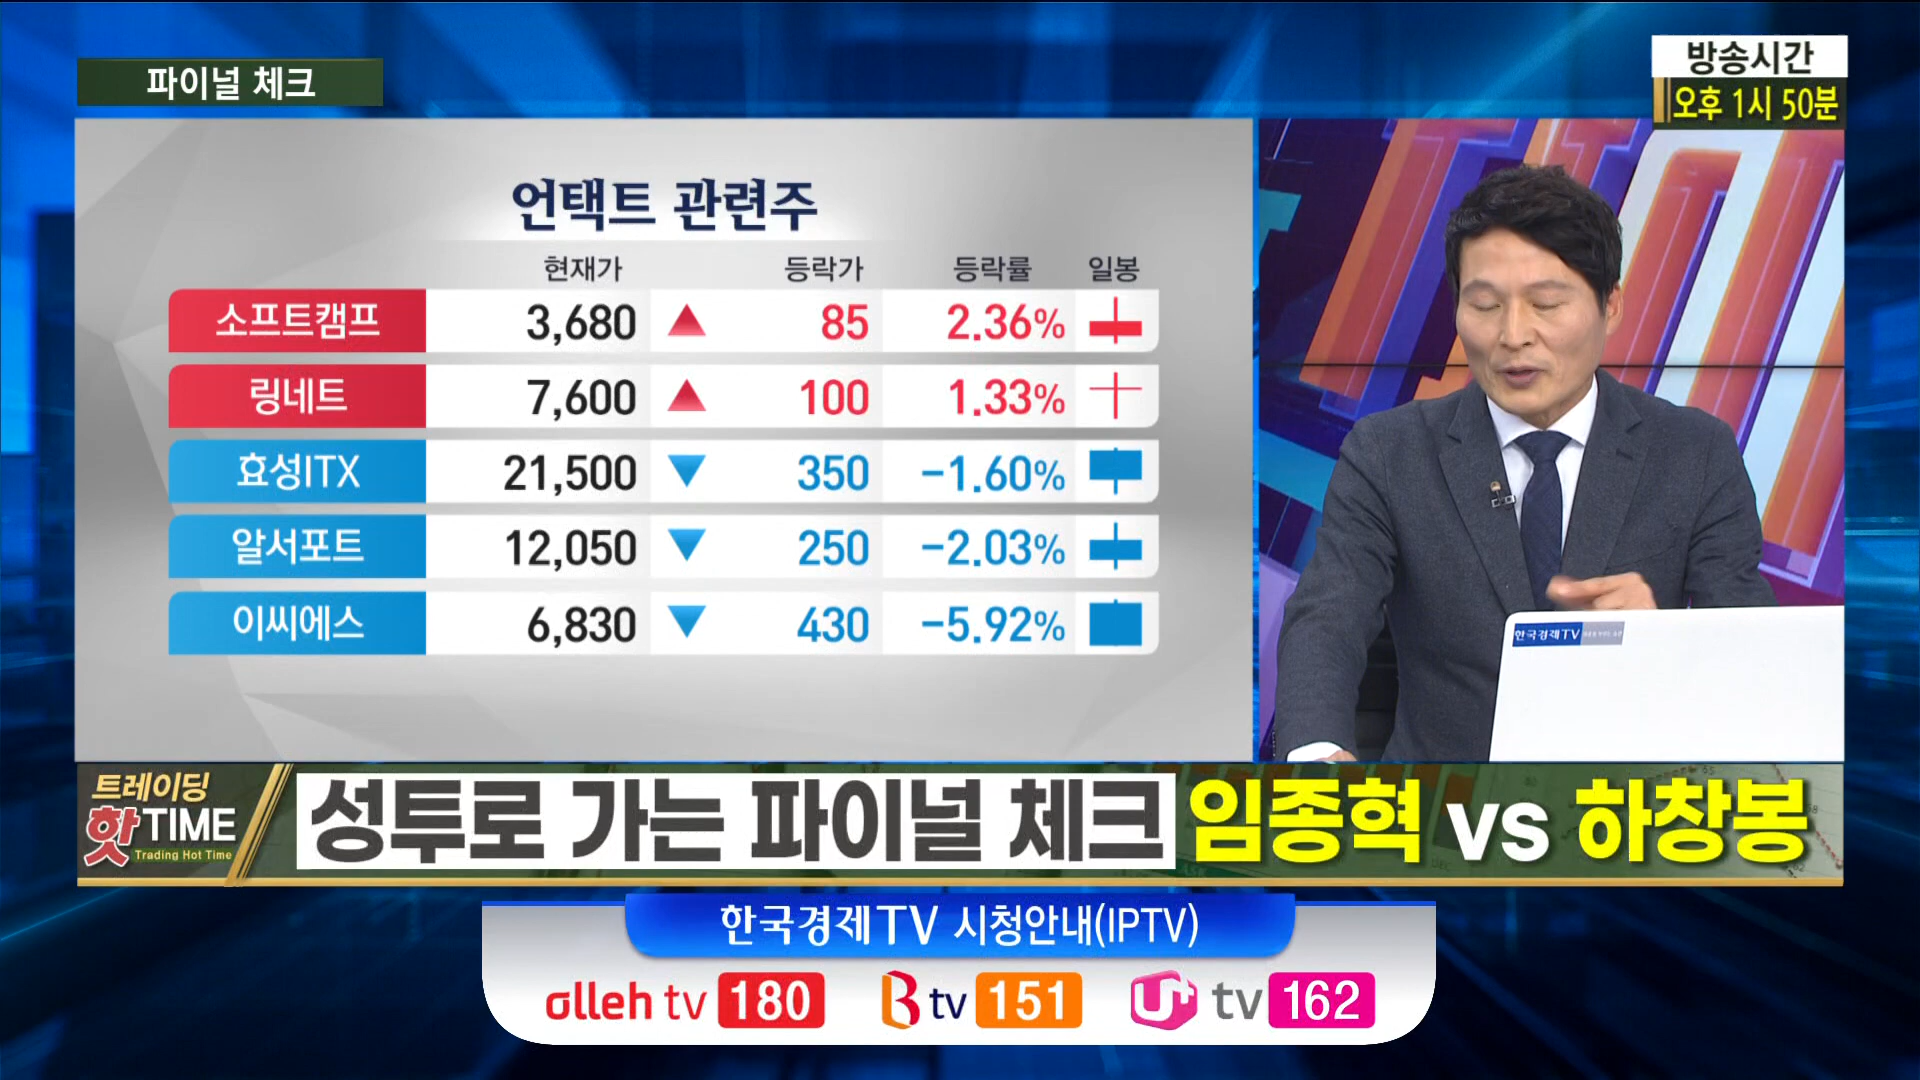 파이널 체크
방송시간
오후 1시 50분
언택트 관련주
현재가 등락가 등락률 일봉
소프트캠프 3,680 ▲ 85 2.36%
링네트 7,600 ▲ 100 1.33%
효성ITX 21,500 ▼ 350 -1.60%
알서포트 12,050 ▼ 250 -2.03%
이씨에스 6,830 ▼ 430 -5.92%
한국경제TV
트레이딩
핫TIME
Trading Hot Time
성투로 가는 파이널 체크 임종혁 vs 하창봉
한국경제TV 시청안내(IPTV)
olleh tv 180 B tv 151 U+ tv 162